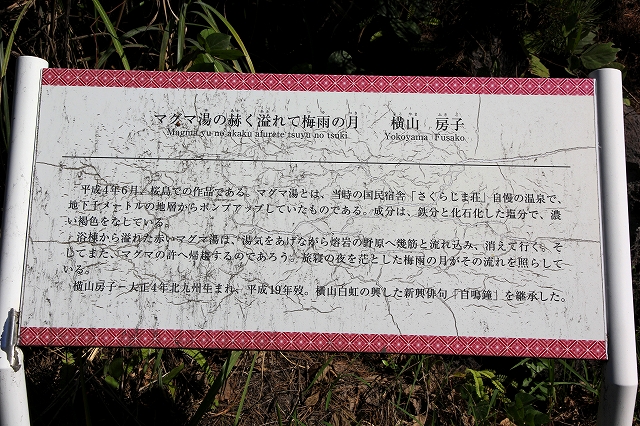 マグマ湯の赫く溢れて梅雨の月　横山　房子
Magma yu no akaku afurete tsuyu no tsuki　Yokoyama Fusako
平成4年6月、桜島での作品である。マグマ湯とは、当時の国民宿舎「さくらじま荘」自慢の温泉で、
地下千メートルの地層からポンプアップしていたものである。成分は、鉄分と化石化した塩分で、濃
い褐色をなしている。
浴槽から溢れた赤いマグマ湯は、湯気をあげながら熔岩の野原へ幾筋と流れ込み、消えて行く。そ
してまた、マグマの許へ帰趨するのであろう。旅寝の夜を茫とした梅雨の月がその流れを照らして
いる。
横山房子ー大正4年北九州生まれ、平成19年歿。横山白虹の興した新興俳句「自鳴鐘」を継承した。